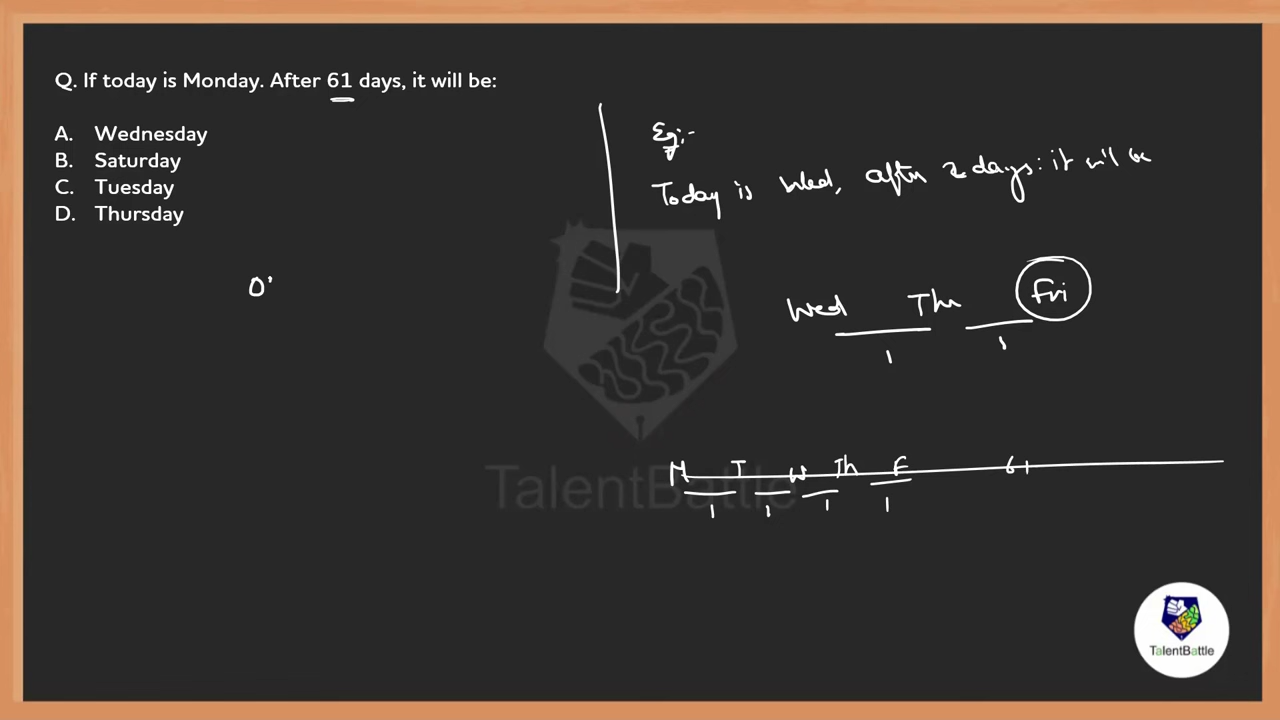 Q. If today is Monday. After 61 days, it will be:
A. Wednesday
B. Saturday
C. Tuesday
D. Thursday
0'
Eg:-
Today is Wed, after 2 days: it will be
Wed Thu Fri
1 1
M T W Th F 61
1 1 1 1
TalentBattle
TalentBattle